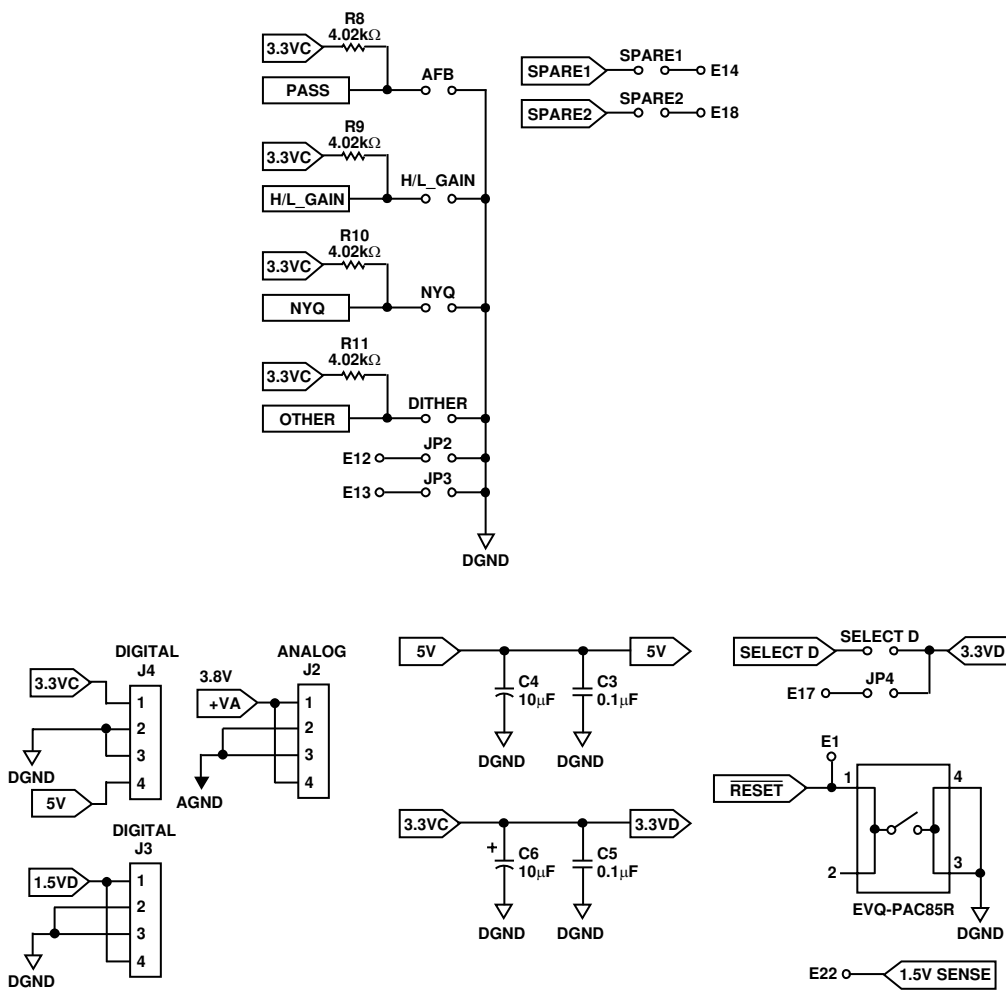 R8
4.02kΩ
3.3VC
PASS
AFB
SPARE1
SPARE1
E14
SPARE2
SPARE2
E18
R9
4.02kΩ
3.3VC
H/L_GAIN
H/L_GAIN
R10
4.02kΩ
3.3VC
NYQ
NYQ
R11
4.02kΩ
3.3VC
OTHER
DITHER
E12
JP2
E13
JP3
DGND
DIGITAL
J4
3.3VC
1
2
3
4
DGND
5V
ANALOG
J2
3.8V
+VA
1
2
3
4
AGND
DIGITAL
J3
1.5VD
1
2
3
4
DGND
5V
5V
C4
10μF
C3
0.1μF
DGND
DGND
3.3VC
3.3VD
+
C6
10μF
C5
0.1μF
DGND
DGND
SELECT D
SELECT D
3.3VD
E17
JP4
E1
RESET
1
4
2
3
EVQ-PAC85R
DGND
E22
1.5V SENSE